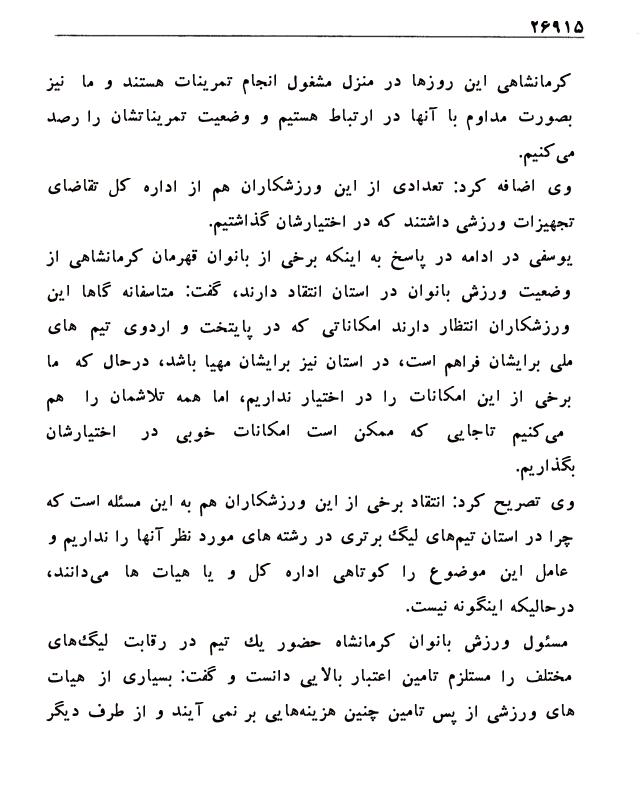 ۲۶۹۱۵
کرمانشاهی این روزها در منزل مشغول انجام تمرینات هستند و ما نیز
بصورت مداوم با آنها در ارتباط هستیم و وضعیت تمریناتشان را رصد
می‌کنیم.
وی اضافه کرد: تعدادی از این ورزشکاران هم از اداره کل تقاضای
تجهیزات ورزشی داشتند که در اختیارشان گذاشتیم.
یوسفی در ادامه در پاسخ به اینکه برخی از بانوان قهرمان کرمانشاهی از
وضعیت ورزش بانوان در استان انتقاد دارند، گفت: متاسفانه گاها این
ورزشکاران انتظار دارند امکاناتی که در پایتخت و اردوی تیم های
ملی برایشان فراهم است، در استان نیز برایشان مهیا باشد، درحال که ما
برخی از این امکانات را در اختیار نداریم، اما همه تلاشمان را هم
می‌کنیم تاجایی که ممکن است امکانات خوبی در اختیارشان
بگذاریم.
وی تصریح کرد: انتقاد برخی از این ورزشکاران هم به این مسئله است که
چرا در استان تیم‌های لیگ برتری در رشته های مورد نظر آنها را نداریم و
عامل این موضوع را کوتاهی اداره کل و یا هیات ها می‌دانند،
درحالیکه اینگونه نیست.
مسئول ورزش بانوان کرمانشاه حضور یك تیم در رقابت لیگ‌های
مختلف را مستلزم تامین اعتبار بالایی دانست و گفت: بسیاری از هیات
های ورزشی از پس تامین چنین هزینه‌هایی بر نمی آیند و از طرف دیگر